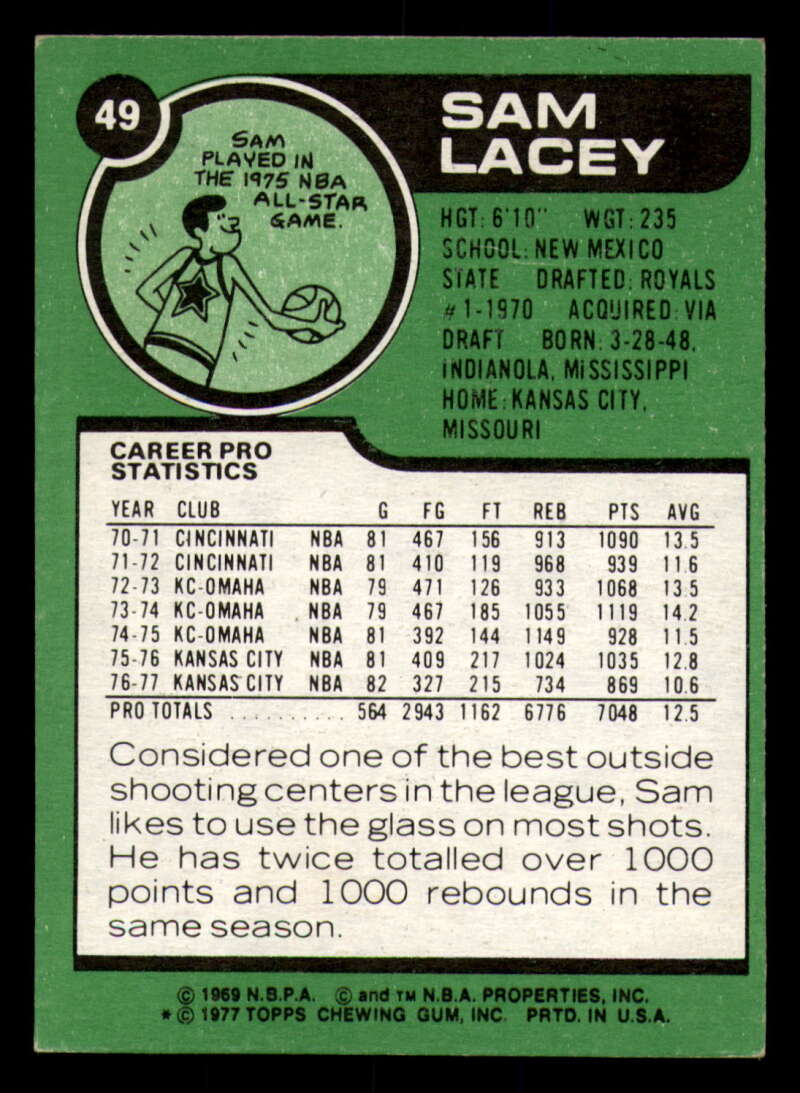 49
SAM
LACEY
SAM
PLAYED IN
THE 1975 NBA
ALL-STAR
GAME.
HGT: 6'10" WGT: 235
SCHOOL: NEW MEXICO
STATE DRAFTED: ROYALS
#1-1970 ACQUIRED: VIA
DRAFT BORN: 3-28-48,
INDIANOLA, MISSISSIPPI
HOME: KANSAS CITY,
MISSOURI
CAREER PRO
STATISTICS
YEAR CLUB G FG FT REB PTS AVG
70-71 CINCINNATI NBA 81 467 156 913 1090 13.5
71-72 CINCINNATI NBA 81 410 119 968 939 11.6
72-73 KC-OMAHA NBA 79 471 126 933 1068 13.5
73-74 KC-OMAHA NBA 79 467 185 1055 1119 14.2
74-75 KC-OMAHA NBA 81 392 144 1149 928 11.5
75-76 KANSAS CITY NBA 81 409 217 1024 1035 12.8
76-77 KANSAS CITY NBA 82 327 215 734 869 10.6
PRO TOTALS .......... 564 2943 1162 6776 7048 12.5
Considered one of the best outside
shooting centers in the league, Sam
likes to use the glass on most shots.
He has twice totalled over 1000
points and 1000 rebounds in the
same season.
© 1969 N.B.P.A. © and TM N.B.A. PROPERTIES, INC.
* © 1977 TOPPS CHEWING GUM, INC. PRTD. IN U.S.A.